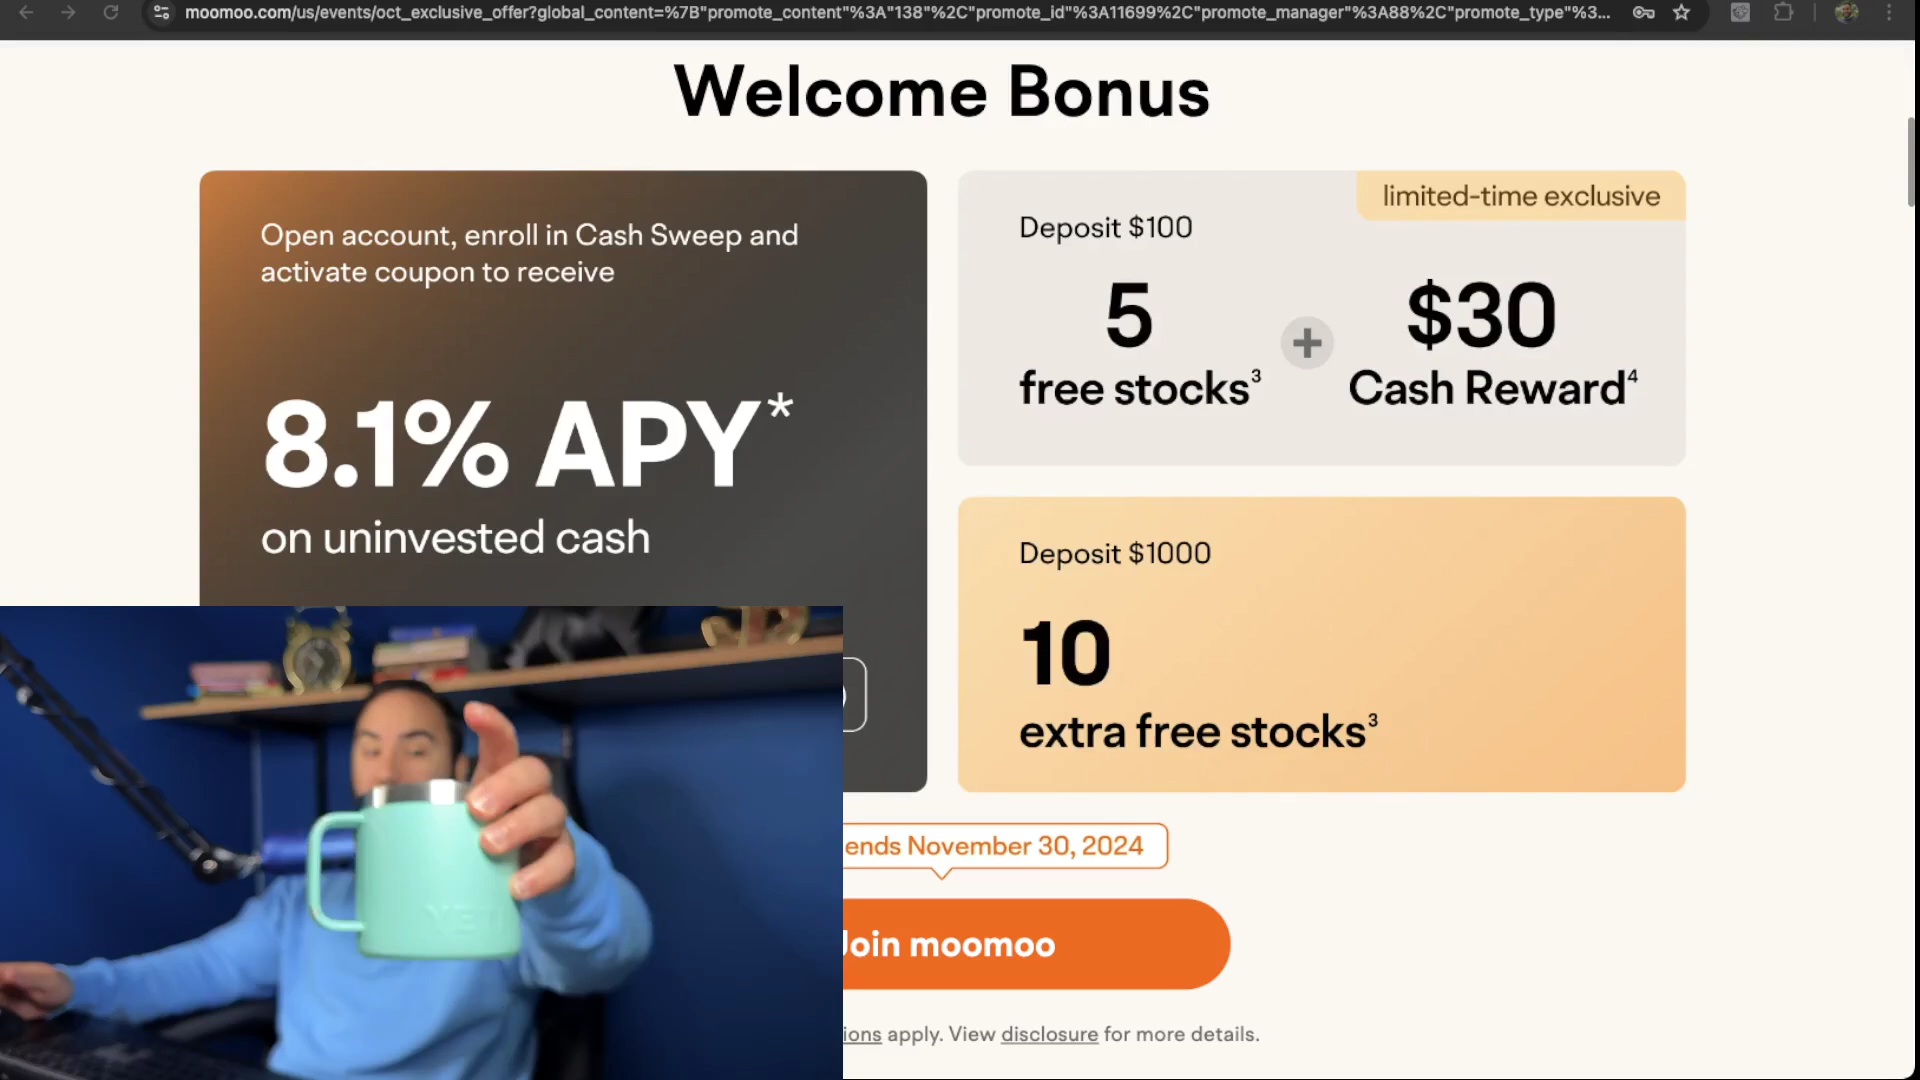 moomoo.com/us/events/oct_exclusive_offer?global_content=%7B"promote_content"%3A"138"%2C"promote_id"%3A11699%2C"promote_manager"%3A88%2C"promote_type"%3...
Welcome Bonus
Open account, enroll in Cash Sweep and
activate coupon to receive
8.1% APY*
on uninvested cash
limited-time exclusive
Deposit $100
5 + $30
free stocks³ Cash Reward⁴
Deposit $1000
10
extra free stocks³
ends November 30, 2024
Join moomoo
ions apply. View disclosure for more details.
YETI